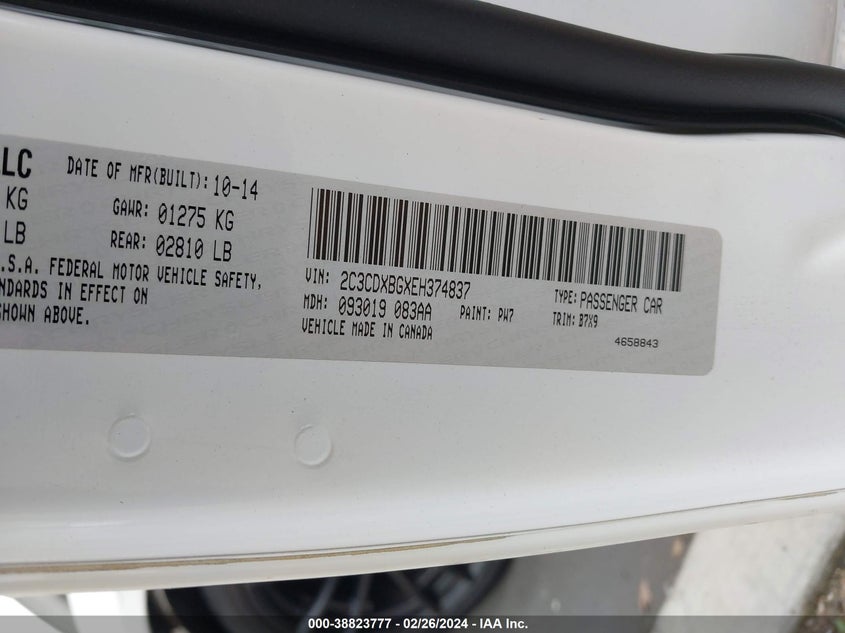 LC DATE OF MFR(BUILT): 10-14
KG GAWR: 01275 KG
LB REAR: 02810 LB
.S.A. FEDERAL MOTOR VEHICLE SAFETY,
NDARDS IN EFFECT ON
SHOWN ABOVE.
VIN: 2C3CDXBGXEH374837 TYPE: PASSENGER CAR
MDH: 093019 083AA PAINT: PW7 TRIM: B7X9
VEHICLE MADE IN CANADA
4658843
000-38823777 - 02/26/2024 - IAA Inc.